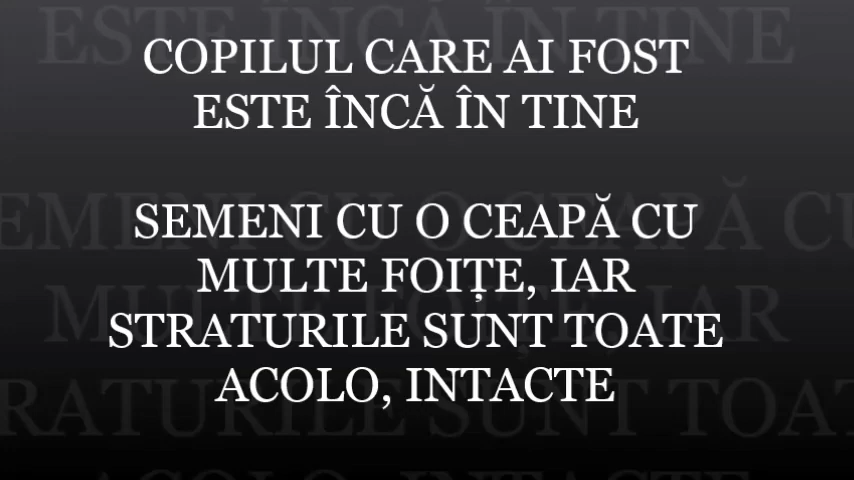 COPILUL CARE AI FOST
ESTE ÎNCĂ ÎN TINE
SEMENI CU O CEAPĂ CU
MULTE FOIȚE, IAR
STRATURILE SUNT TOATE
ACOLO, INTACTE